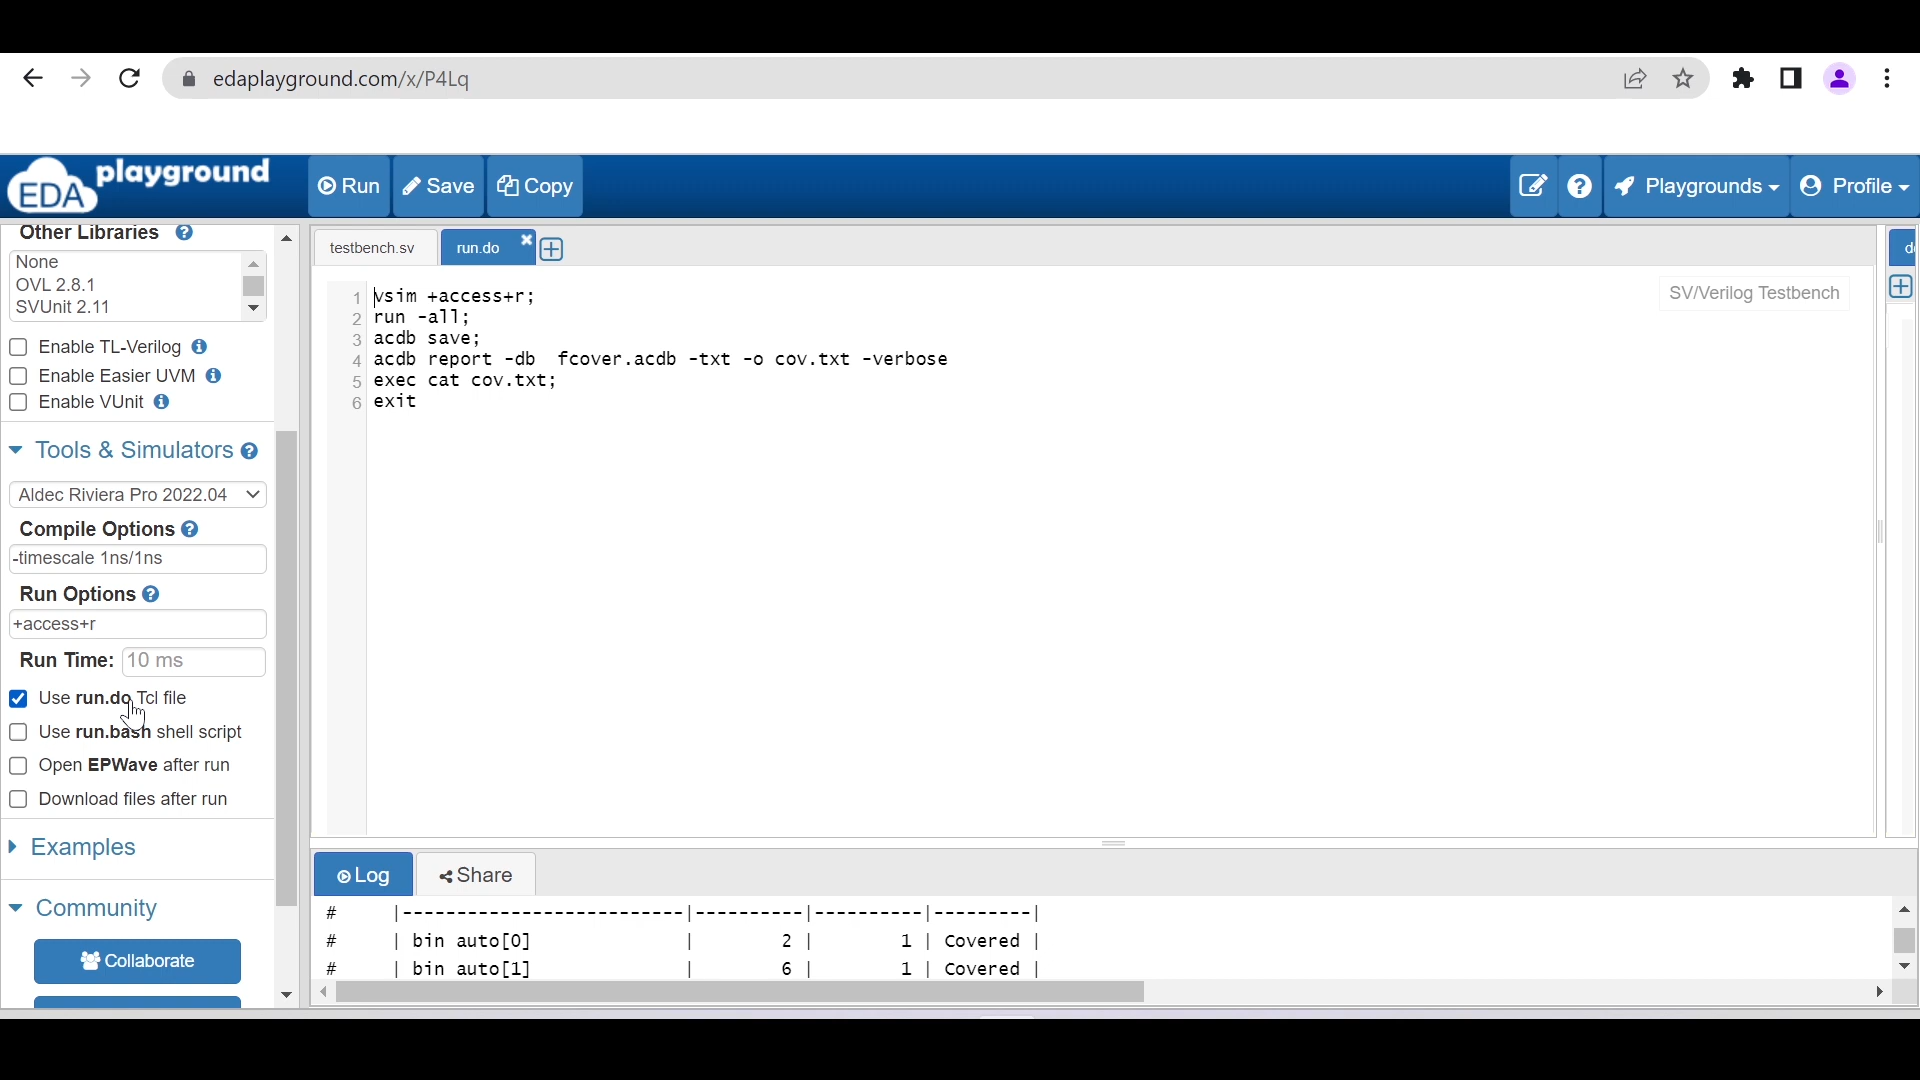 edaplayground.com/x/P4Lq
EDA playground
Run
Save
Copy
Playgrounds
Profile
Other Libraries
None
OVL 2.8.1
SVUnit 2.11
Enable TL-Verilog
Enable Easier UVM
Enable VUnit
Tools & Simulators
Aldec Riviera Pro 2022.04
Compile Options
-timescale 1ns/1ns
Run Options
+access+r
Run Time: 10 ms
Use run.do Tcl file
Use run.bash shell script
Open EPWave after run
Download files after run
Examples
Community
Collaborate
testbench.sv
run.do
SV/Verilog Testbench
1 vsim +access+r;
2 run -all;
3 acdb save;
4 acdb report -db  fcover.acdb -txt -o cov.txt -verbose
5 exec cat cov.txt;
6 exit
Log
Share
# |--------------------------|----------|----------|---------|
# | bin auto[0] | 2 | 1 | Covered |
# | bin auto[1] | 6 | 1 | Covered |